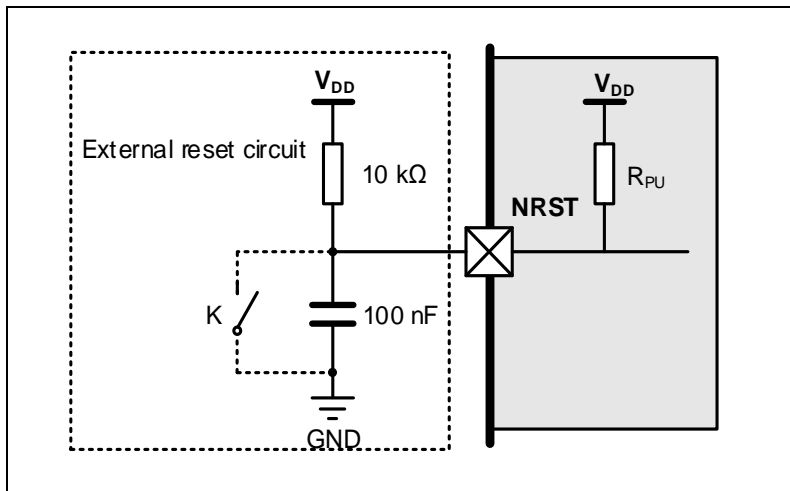 V_DD
External reset circuit
10 kΩ
K
100 nF
GND
NRST
V_DD
R_PU